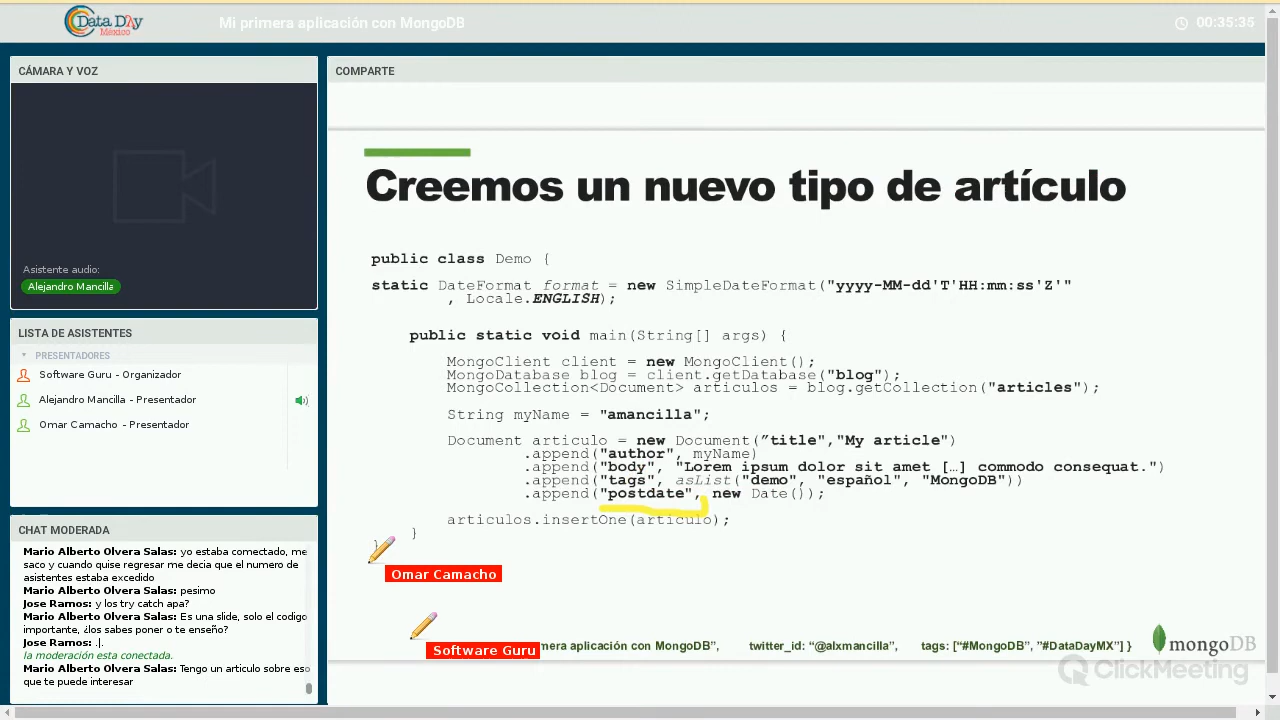 Data Day
México
Mi primera aplicación con MongoDB
00:35:35
CÁMARA Y VOZ
Asistente audio:
Alejandro Mancilla
LISTA DE ASISTENTES
PRESENTADORES
Software Guru - Organizador
Alejandro Mancilla - Presentador
Omar Camacho - Presentador
CHAT MODERADA
Mario Alberto Olvera Salas: yo estaba comectado, me
saco y cuando quise regresar me decia que el numero de
asistentes estaba excedido
Mario Alberto Olvera Salas: pesimo
Jose Ramos: y los try catch apa?
Mario Alberto Olvera Salas: Es una slide, solo el codigo
importante, ¿los sabes poner o te enseño?
Jose Ramos: .|.
la moderación esta conectada.
Mario Alberto Olvera Salas: Tengo un articulo sobre eso
que te puede interesar
COMPARTE
Creemos un nuevo tipo de artículo
public class Demo {
static DateFormat format = new SimpleDateFormat("yyyy-MM-dd'T'HH:mm:ss'Z'"
, Locale.ENGLISH);
public static void main(String[] args) {
MongoClient client = new MongoClient();
MongoDatabase blog = client.getDatabase("blog");
MongoCollection<Document> articulos = blog.getCollection("articles");
String myName = "amancilla";
Document articulo = new Document(”title","My article")
.append("author", myName)
.append("body", "Lorem ipsum dolor sit amet […] commodo consequat.")
.append("tags", asList("demo", "español", "MongoDB"))
.append("postdate", new Date());
articulos.insertOne(articulo);
}
}
Omar Camacho
Software Guru
mera aplicación con MongoDB”, twitter_id: “@alxmancilla”, tags: [“#MongoDB”, ”#DataDayMX”] }
mongoDB
ClickMeeting